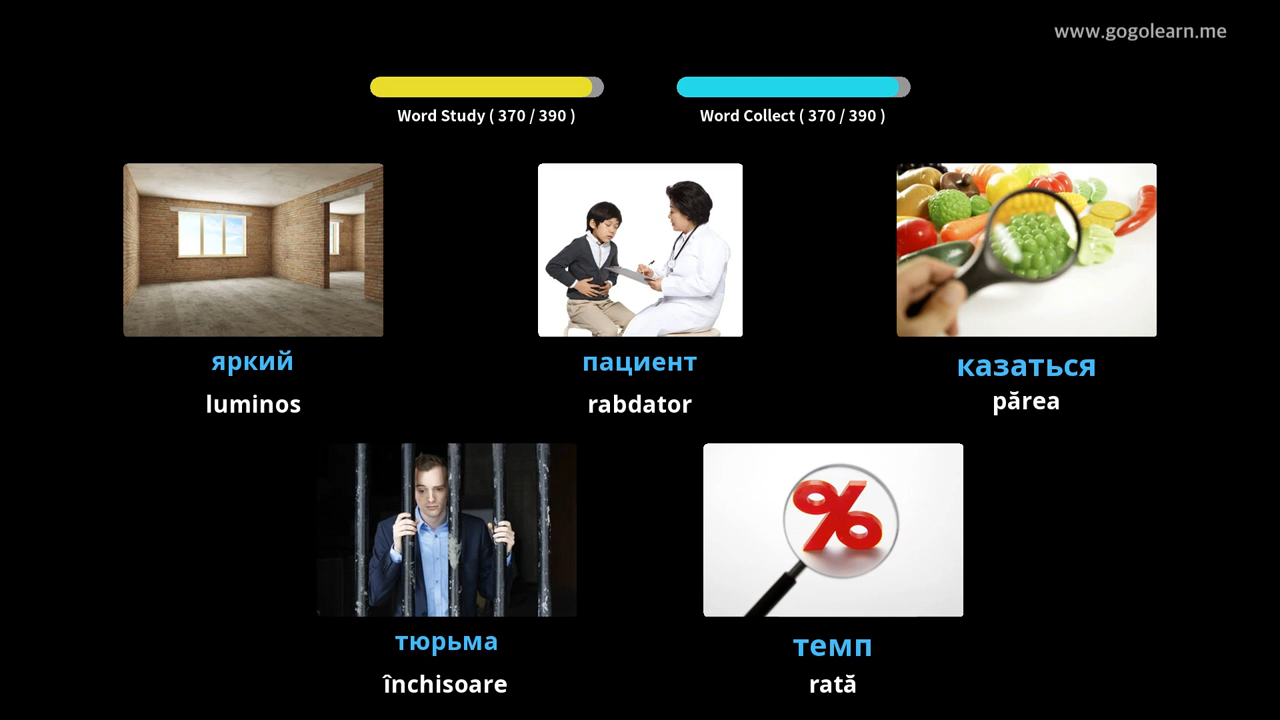 www.gogolearn.me
Word Study ( 370 / 390 )
Word Collect ( 370 / 390 )
яркий
luminos
пациент
rabdator
казаться
părea
тюрьма
închisoare
темп
rată